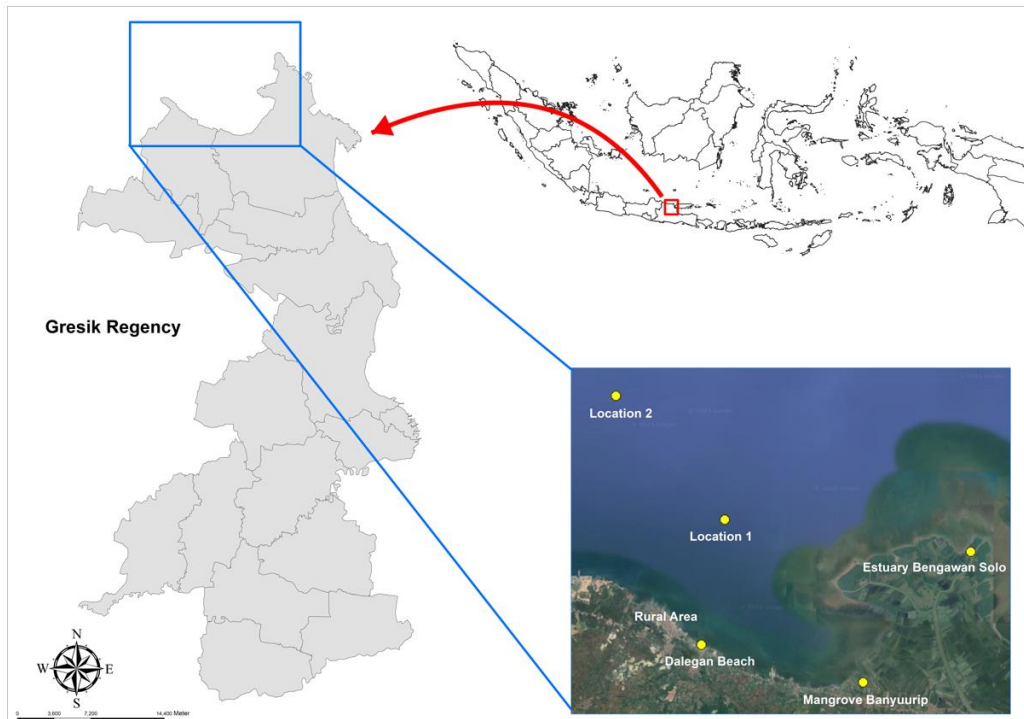 Gresik Regency
N
W
E
S
0
3,600
7,200
14,400 Meter
Location 2
Location 1
Estuary Bengawan Solo
Rural Area
Dalegan Beach
Mangrove Banyuurip